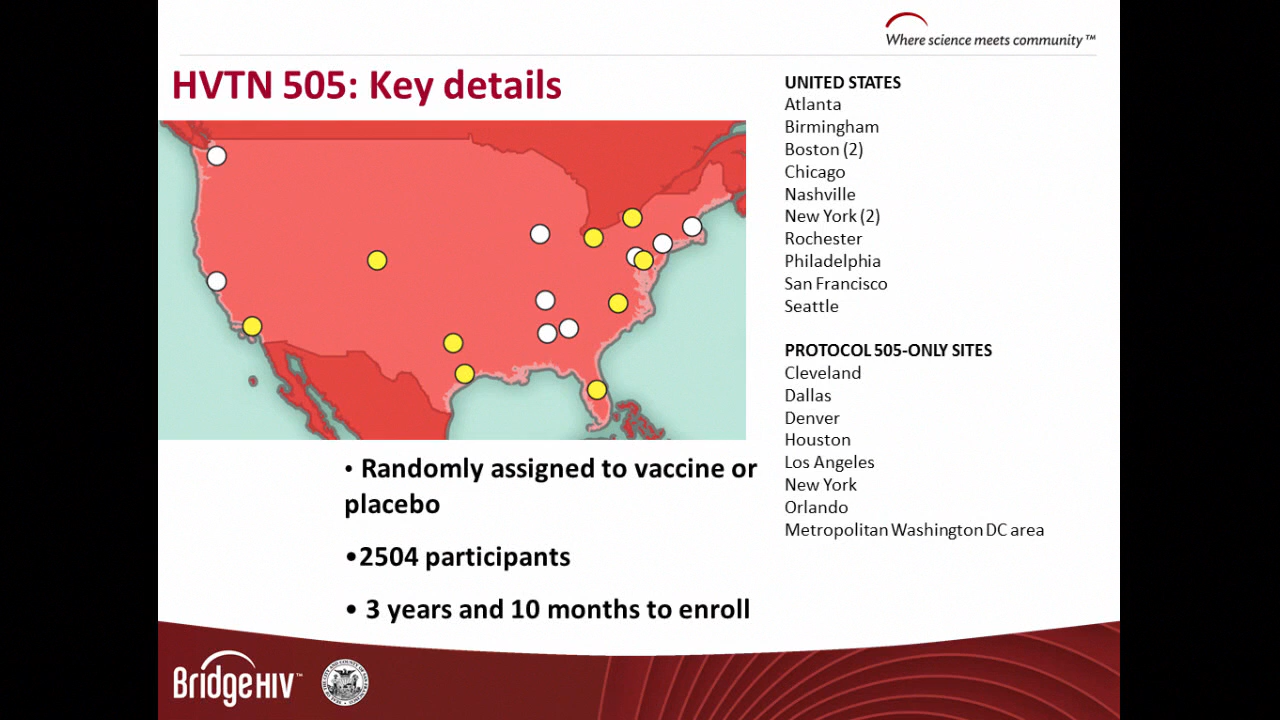 Where science meets community™
HVTN 505: Key details
UNITED STATES
Atlanta
Birmingham
Boston (2)
Chicago
Nashville
New York (2)
Rochester
Philadelphia
San Francisco
Seattle
PROTOCOL 505-ONLY SITES
Cleveland
Dallas
Denver
Houston
Los Angeles
New York
Orlando
Metropolitan Washington DC area
• Randomly assigned to vaccine or
placebo
•2504 participants
• 3 years and 10 months to enroll
BridgeHIV™